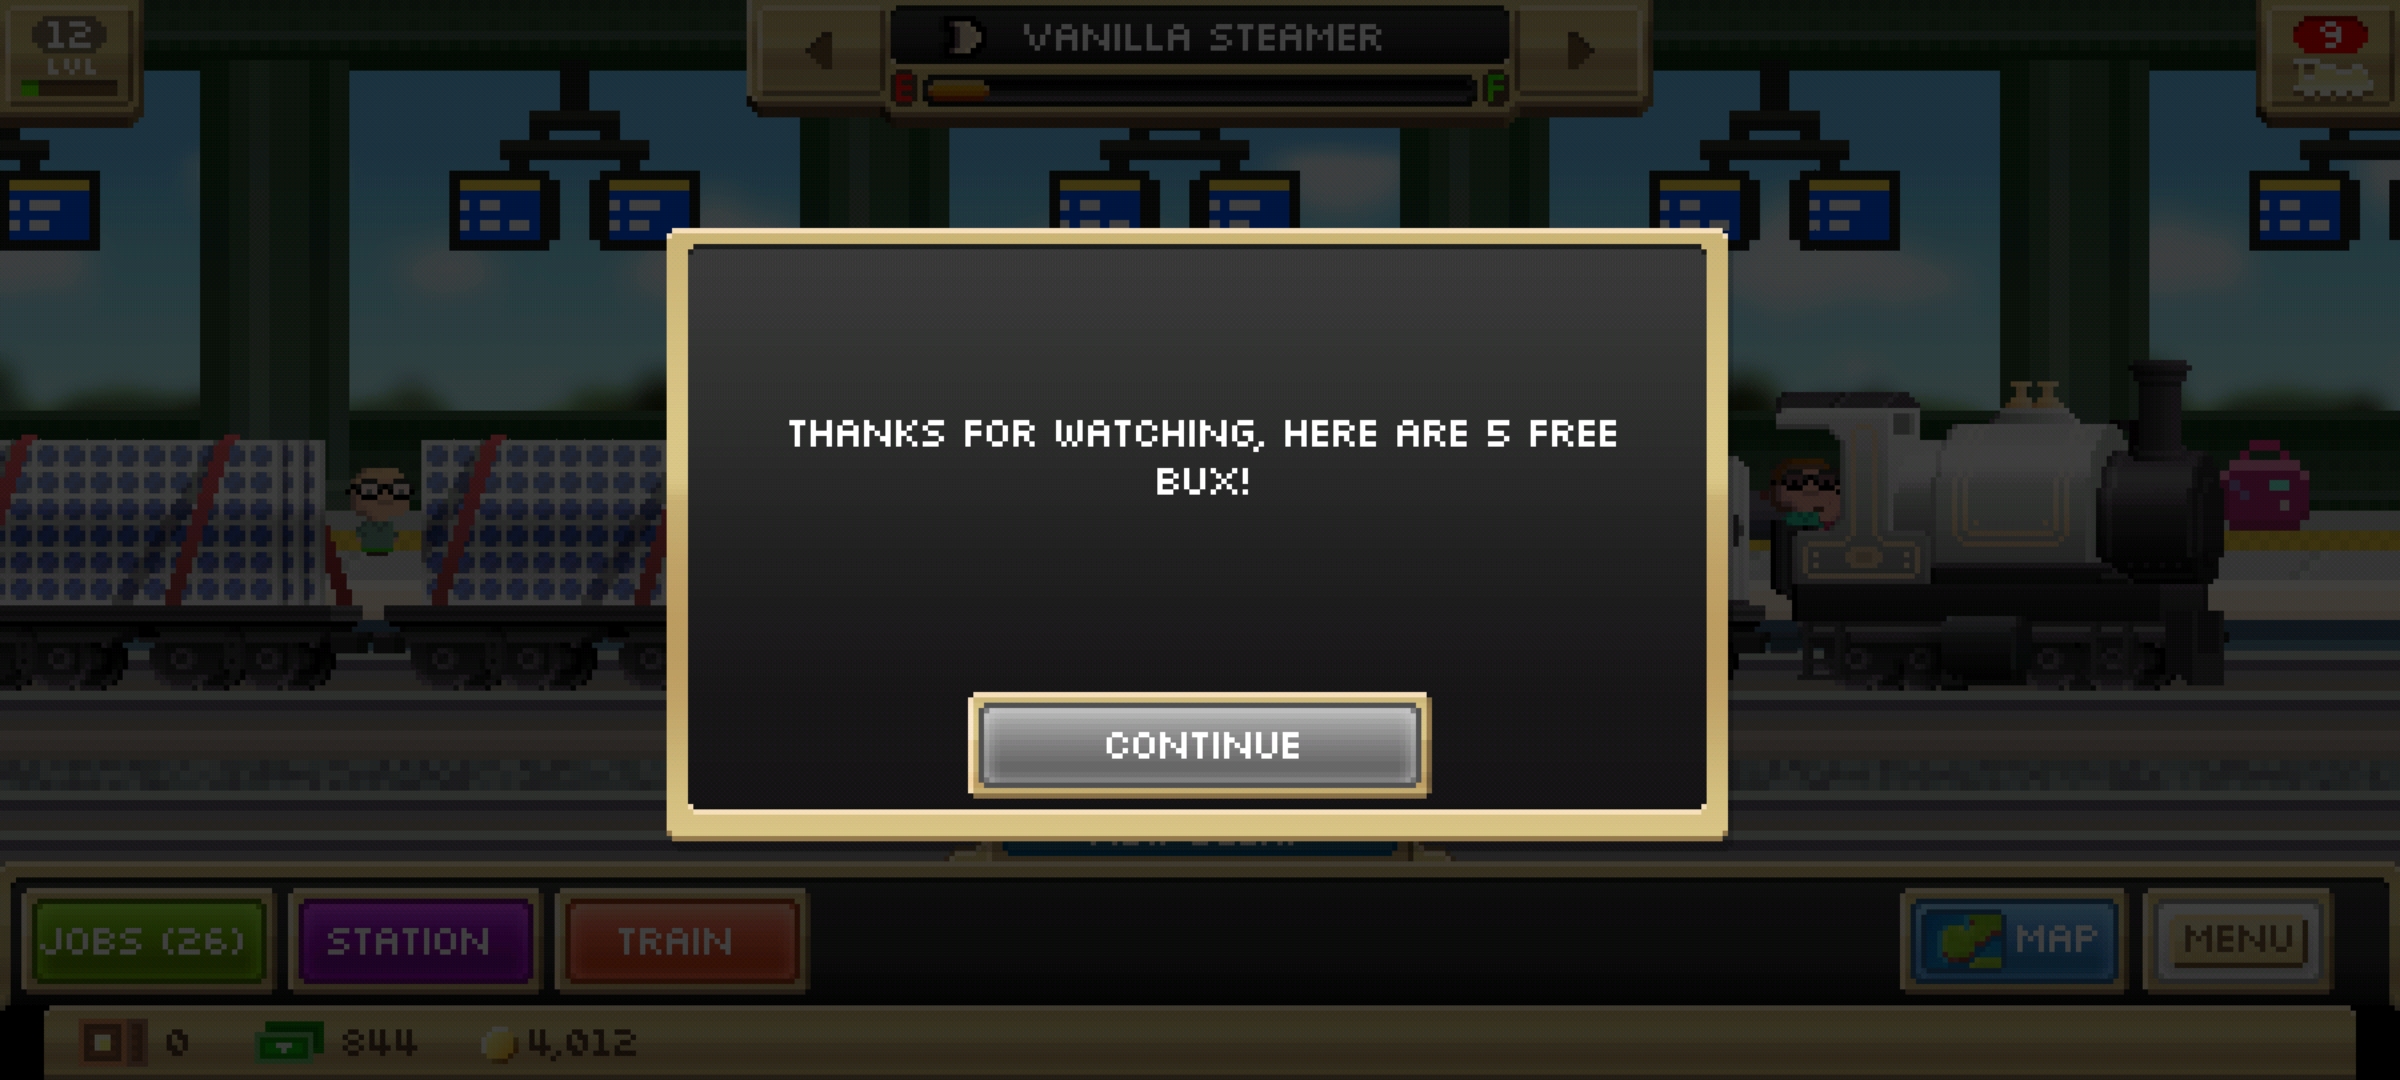 12
LVL
VANILLA STEAMER
E
F
9
THANKS FOR WATCHING, HERE ARE 5 FREE
BUX!
CONTINUE
JOBS (26)
STATION
TRAIN
MAP
MENU
0
844
4,012